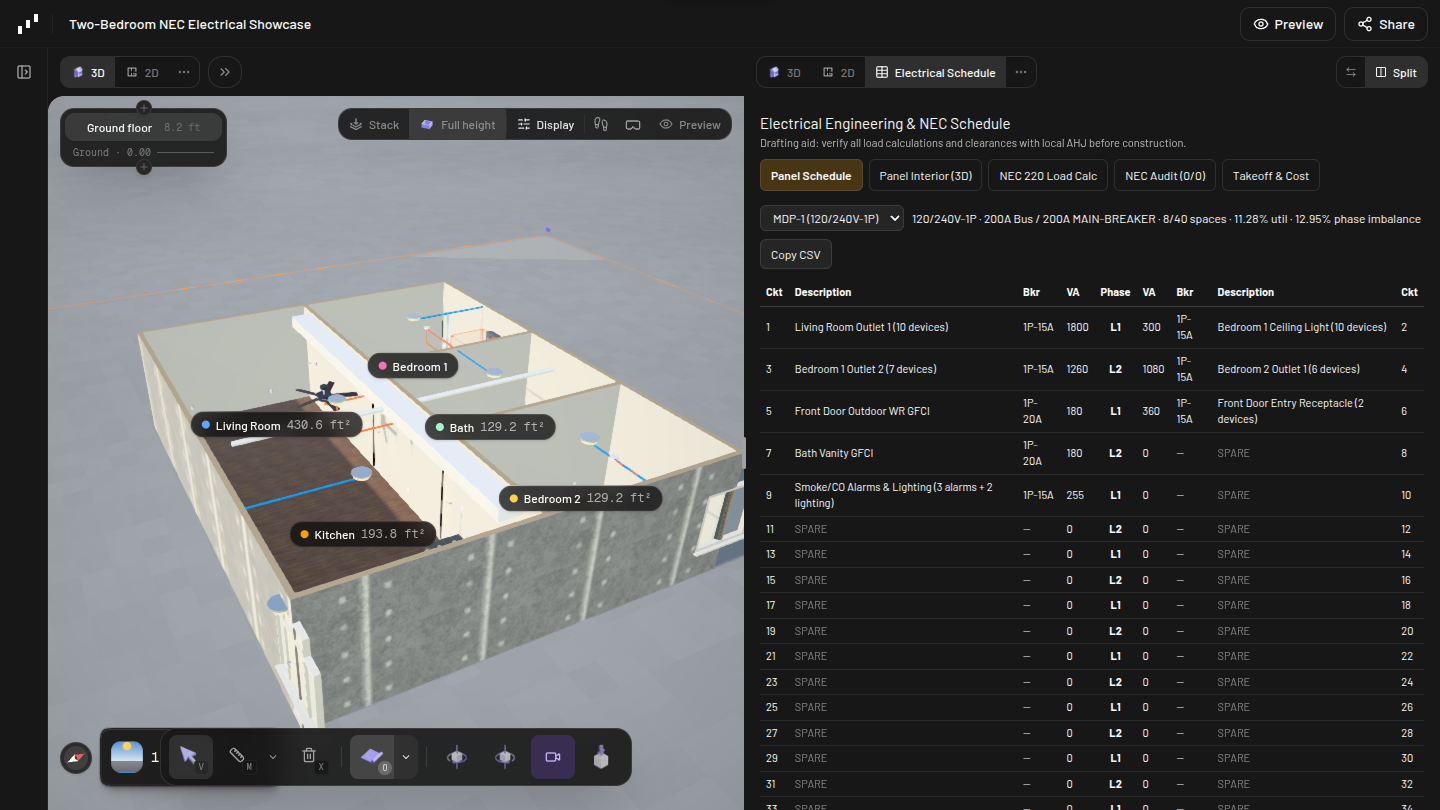 Two-Bedroom NEC Electrical Showcase
Preview
Share
3D
2D
3D
2D
Electrical Schedule
Split
Ground floor 8.2 ft
Ground · 0.00
Stack
Full height
Display
Preview
Bedroom 1
Living Room 430.6 ft²
Bath 129.2 ft²
Bedroom 2 129.2 ft²
Kitchen 193.8 ft²
1
V
M
X
0
Electrical Engineering & NEC Schedule
Drafting aid: verify all load calculations and clearances with local AHJ before construction.
Panel Schedule
Panel Interior (3D)
NEC 220 Load Calc
NEC Audit (0/0)
Takeoff & Cost
MDP-1 (120/240V-1P)
120/240V-1P · 200A Bus / 200A MAIN-BREAKER · 8/40 spaces · 11.28% util · 12.95% phase imbalance
Copy CSV
Ckt Description Bkr VA Phase VA Bkr Description Ckt
1 Living Room Outlet 1 (10 devices) 1P-15A 1800 L1 300 1P-15A Bedroom 1 Ceiling Light (10 devices) 2
3 Bedroom 1 Outlet 2 (7 devices) 1P-15A 1260 L2 1080 1P-15A Bedroom 2 Outlet 1 (6 devices) 4
5 Front Door Outdoor WR GFCI 1P-20A 180 L1 360 1P-15A Front Door Entry Receptacle (2 devices) 6
7 Bath Vanity GFCI 1P-20A 180 L2 0 — SPARE 8
9 Smoke/CO Alarms & Lighting (3 alarms + 2 lighting) 1P-15A 255 L1 0 — SPARE 10
11 SPARE — 0 L2 0 — SPARE 12
13 SPARE — 0 L1 0 — SPARE 14
15 SPARE — 0 L2 0 — SPARE 16
17 SPARE — 0 L1 0 — SPARE 18
19 SPARE — 0 L2 0 — SPARE 20
21 SPARE — 0 L1 0 — SPARE 22
23 SPARE — 0 L2 0 — SPARE 24
25 SPARE — 0 L1 0 — SPARE 26
27 SPARE — 0 L2 0 — SPARE 28
29 SPARE — 0 L1 0 — SPARE 30
31 SPARE — 0 L2 0 — SPARE 32